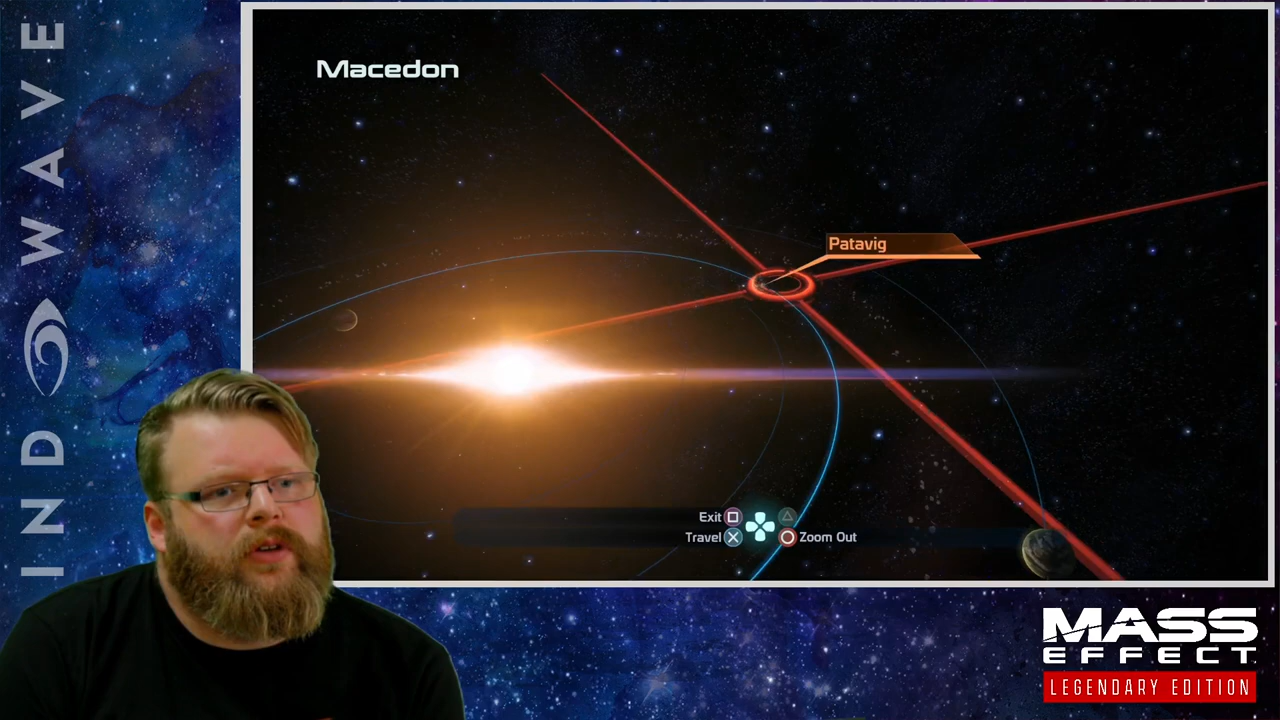 IND WAVE
Macedon
Patavig
Exit
Travel
Zoom Out
MASS
EFFECT
LEGENDARY EDITION